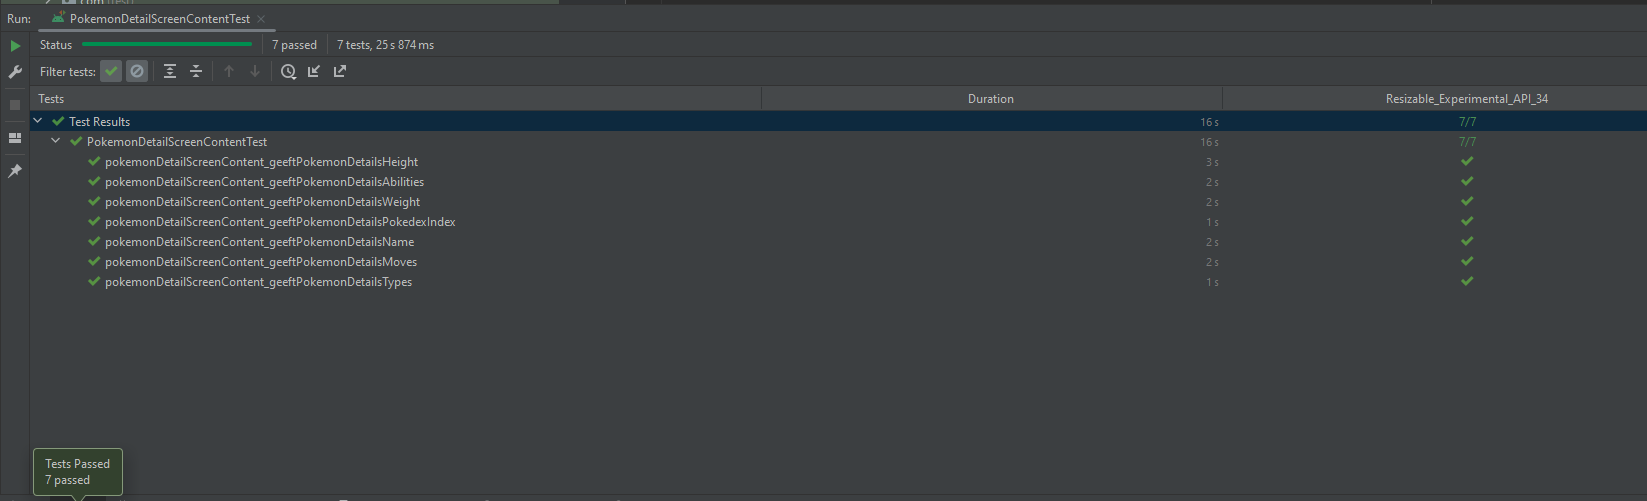 com (test)
Run: PokemonDetailScreenContentTest
Status 7 passed 7 tests, 25 s 874 ms
Filter tests:
Tests Duration Resizable_Experimental_API_34
Test Results 16 s 7/7
PokemonDetailScreenContentTest 16 s 7/7
pokemonDetailScreenContent_geeftPokemonDetailsHeight 3 s
pokemonDetailScreenContent_geeftPokemonDetailsAbilities 2 s
pokemonDetailScreenContent_geeftPokemonDetailsWeight 2 s
pokemonDetailScreenContent_geeftPokemonDetailsPokedexIndex 1 s
pokemonDetailScreenContent_geeftPokemonDetailsName 2 s
pokemonDetailScreenContent_geeftPokemonDetailsMoves 2 s
pokemonDetailScreenContent_geeftPokemonDetailsTypes 1 s
Tests Passed
7 passed